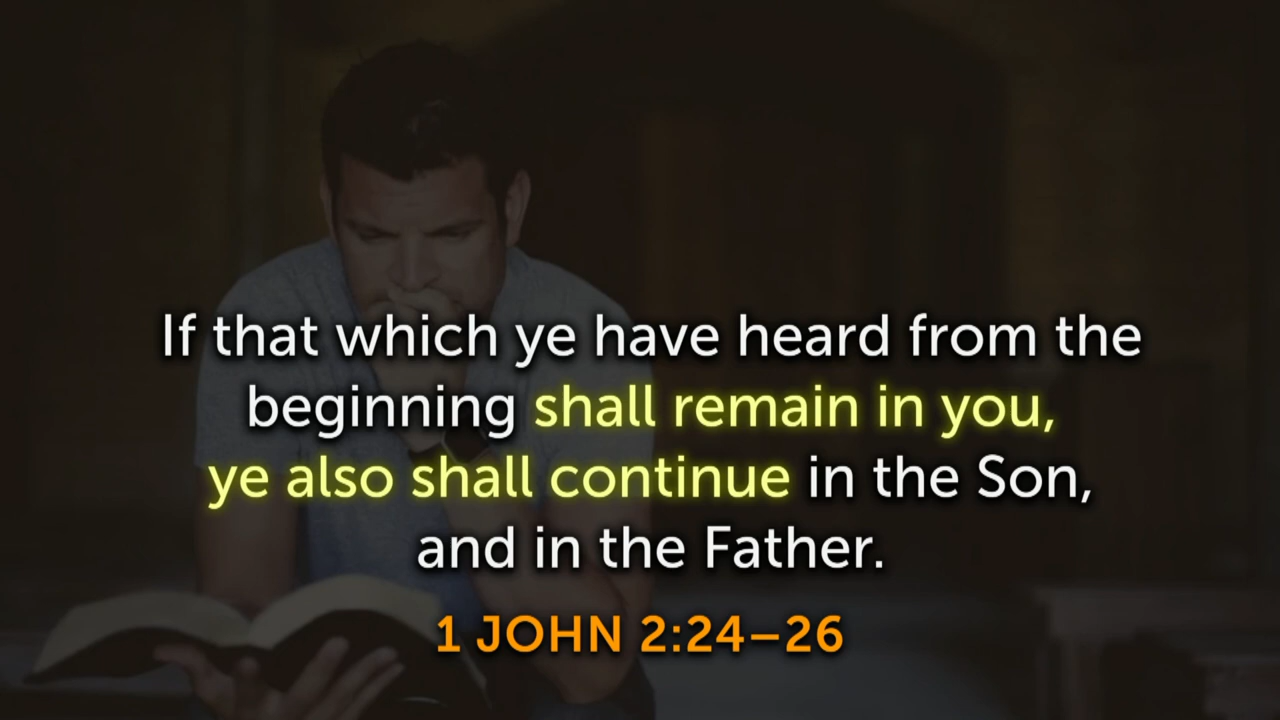 If that which ye have heard from the
beginning shall remain in you,
ye also shall continue in the Son,
and in the Father.
1 JOHN 2:24–26